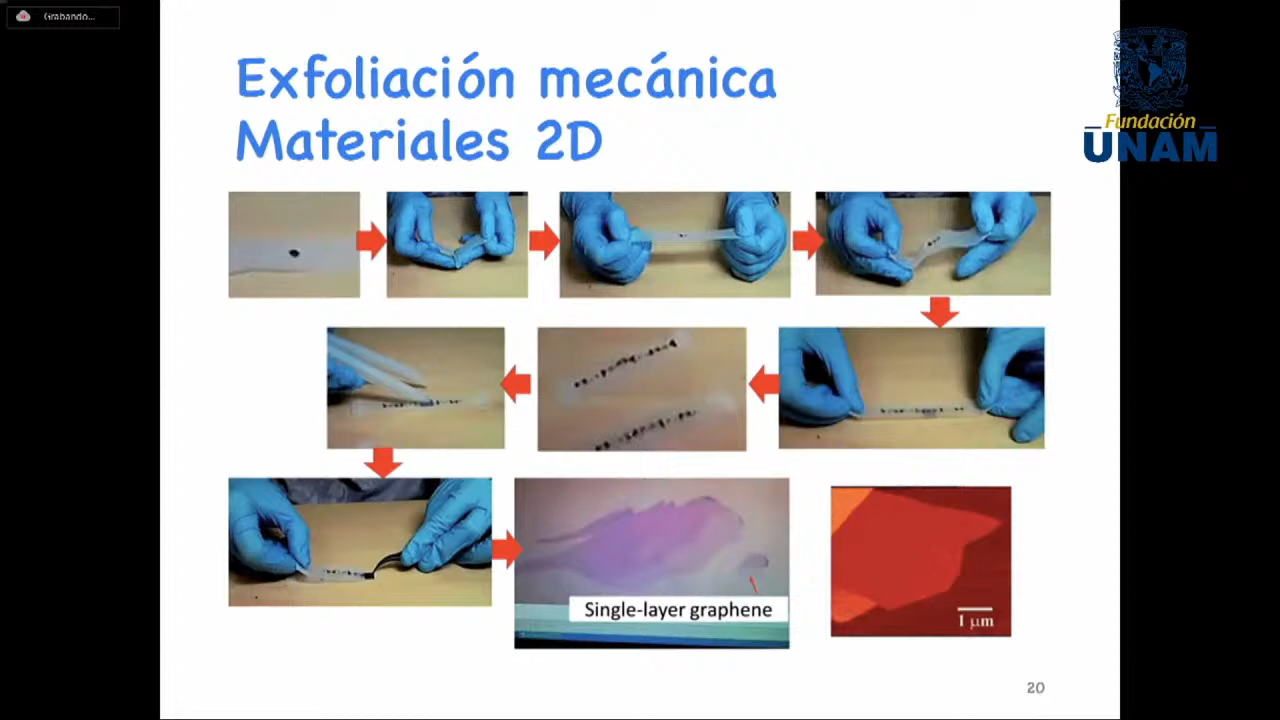 Grabando...
Exfoliación mecánica
Materiales 2D
Fundación
UNAM
Single-layer graphene
1 µm
20